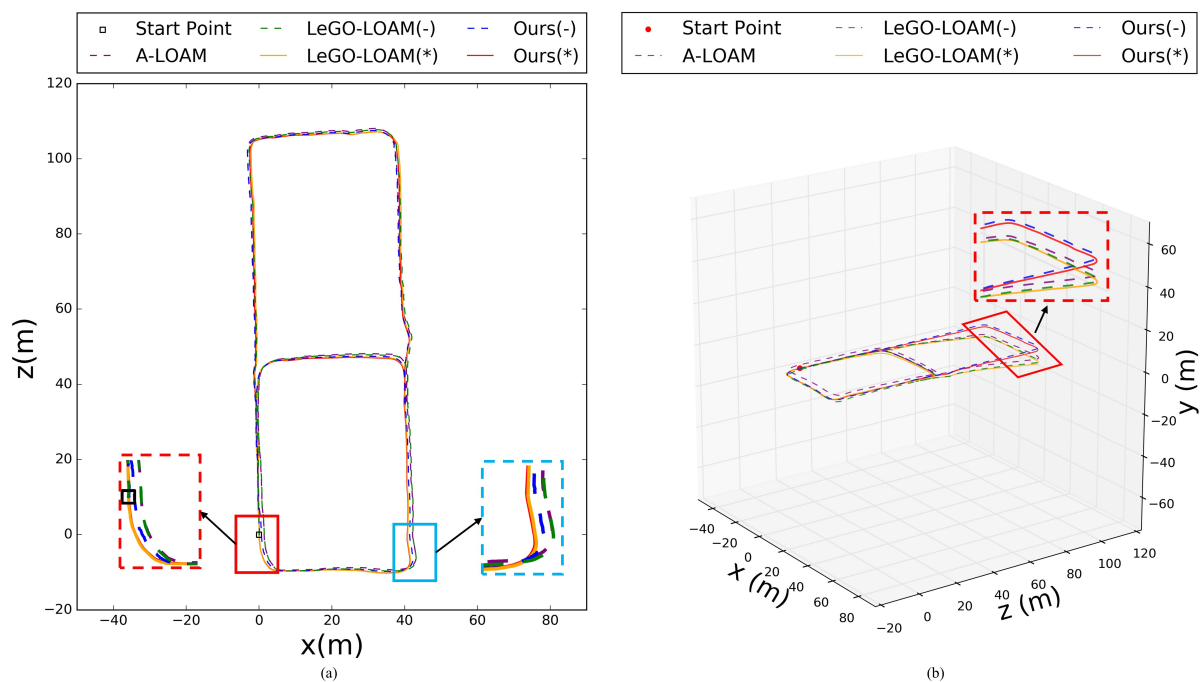 Start Point LeGO-LOAM(-) Ours(-)
A-LOAM LeGO-LOAM(*) Ours(*)
120
100
80
60
40
20
0
−20
z(m)
−40 −20 0 20 40 60 80
x(m)
(a)
Start Point LeGO-LOAM(-) Ours(-)
A-LOAM LeGO-LOAM(*) Ours(*)
60
40
20
0
−20
−40
−60
y (m)
−40
−20
0
20
40
60
80
x (m)
−20
0
20
40
60
80
100
120
z (m)
(b)